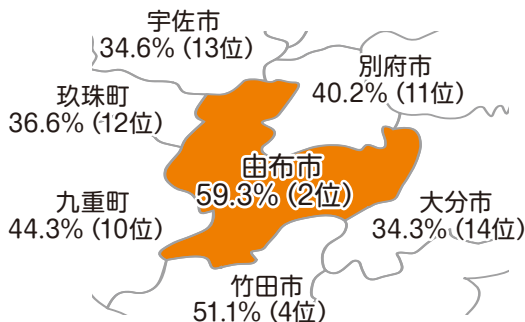 宇佐市
34.6%（13位）
別府市
40.2%（11位）
玖珠町
36.6%（12位）
由布市
59.3%（2位）
九重町
44.3%（10位）
大分市
34.3%（14位）
竹田市
51.1%（4位）